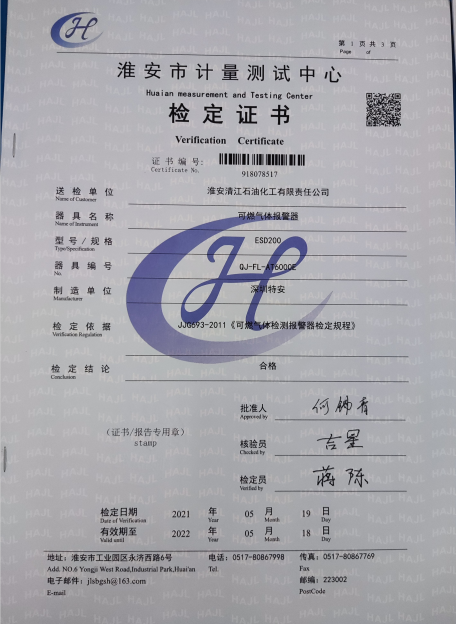 第 1 页 共 3 页
Page of
淮安市计量测试中心
Huaian measurement and Testing Center
检定证书
Verification Certificate
证书编号:
Certificate No.
918078517
送检单位 淮安清江石油化工有限责任公司
Name of Customer
器具名称 可燃气体报警器
Name of Instrument
型号/规格 ESD200
Type/Specification
器具编号 QJ-FL-AT6000E
No.
制造单位 深圳特安
Manufacturer
检定依据 JJG693-2011《可燃气体检测报警器检定规程》
Verification Regulation
检定结论 合格
Conclusion
批准人
Approved by
(证书/报告专用章)
stamp
核验员 吉星
Checked by
检定员 蒋陈
Verified by
检定日期 2021 年 05 月 19 日
Date of Verification Year Month Day
有效期至 2022 年 05 月 18 日
Valid until Year Month Day
地址:淮安市工业园区永济西路6号 电话:0517-80867998 传真:0517-80867769
Add. NO.6 Yongji West Road,Industrial Park,Huai'an Tel. Fax
电子邮件:jlsbgsh@163.com 邮编:223002
E-mail PostCode